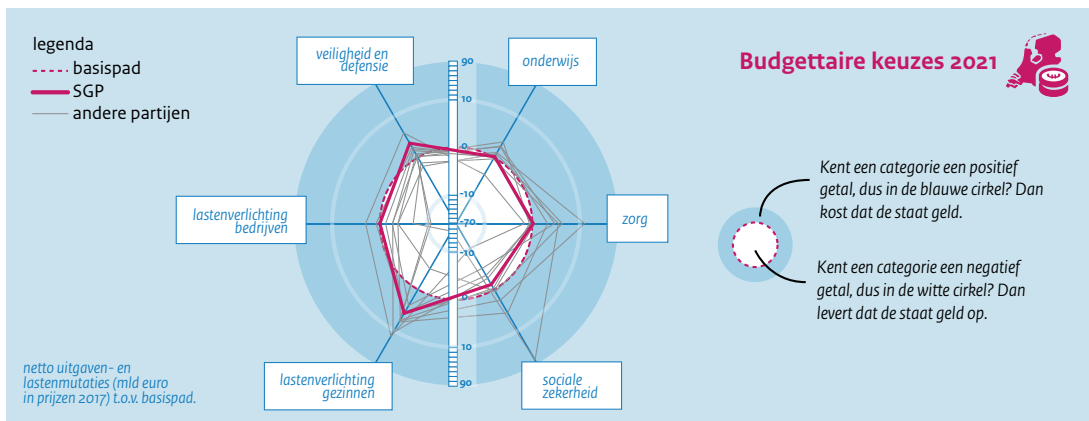 legenda
basispad
SGP
andere partijen
veiligheid en
defensie
onderwijs
lastenverlichting
bedrijven
zorg
lastenverlichting
gezinnen
sociale
zekerheid
90
10
0
-10
-70
-10
0
10
90
netto uitgaven- en
lastenmutaties (mld euro
in prijzen 2017) t.o.v. basispad.
Budgettaire keuzes 2021
Kent een categorie een positief
getal, dus in de blauwe cirkel? Dan
kost dat de staat geld.
Kent een categorie een negatief
getal, dus in de witte cirkel? Dan
levert dat de staat geld op.